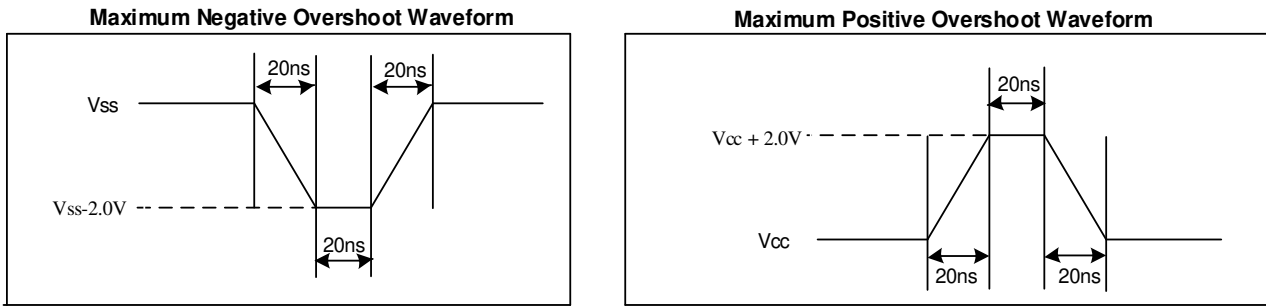 Maximum Negative Overshoot Waveform
20ns
20ns
Vss
Vss-2.0V
20ns
Maximum Positive Overshoot Waveform
20ns
Vcc + 2.0V
Vcc
20ns
20ns